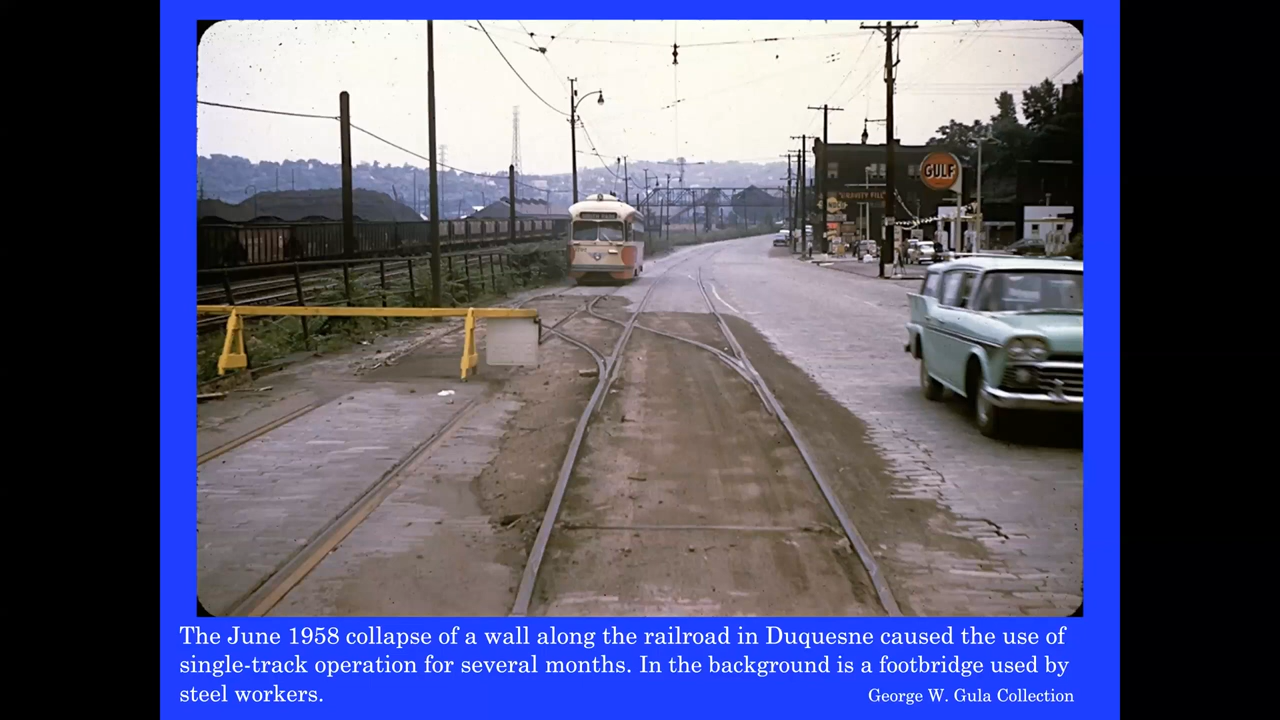 GULF
The June 1958 collapse of a wall along the railroad in Duquesne caused the use of
single-track operation for several months. In the background is a footbridge used by
steel workers.
George W. Gula Collection